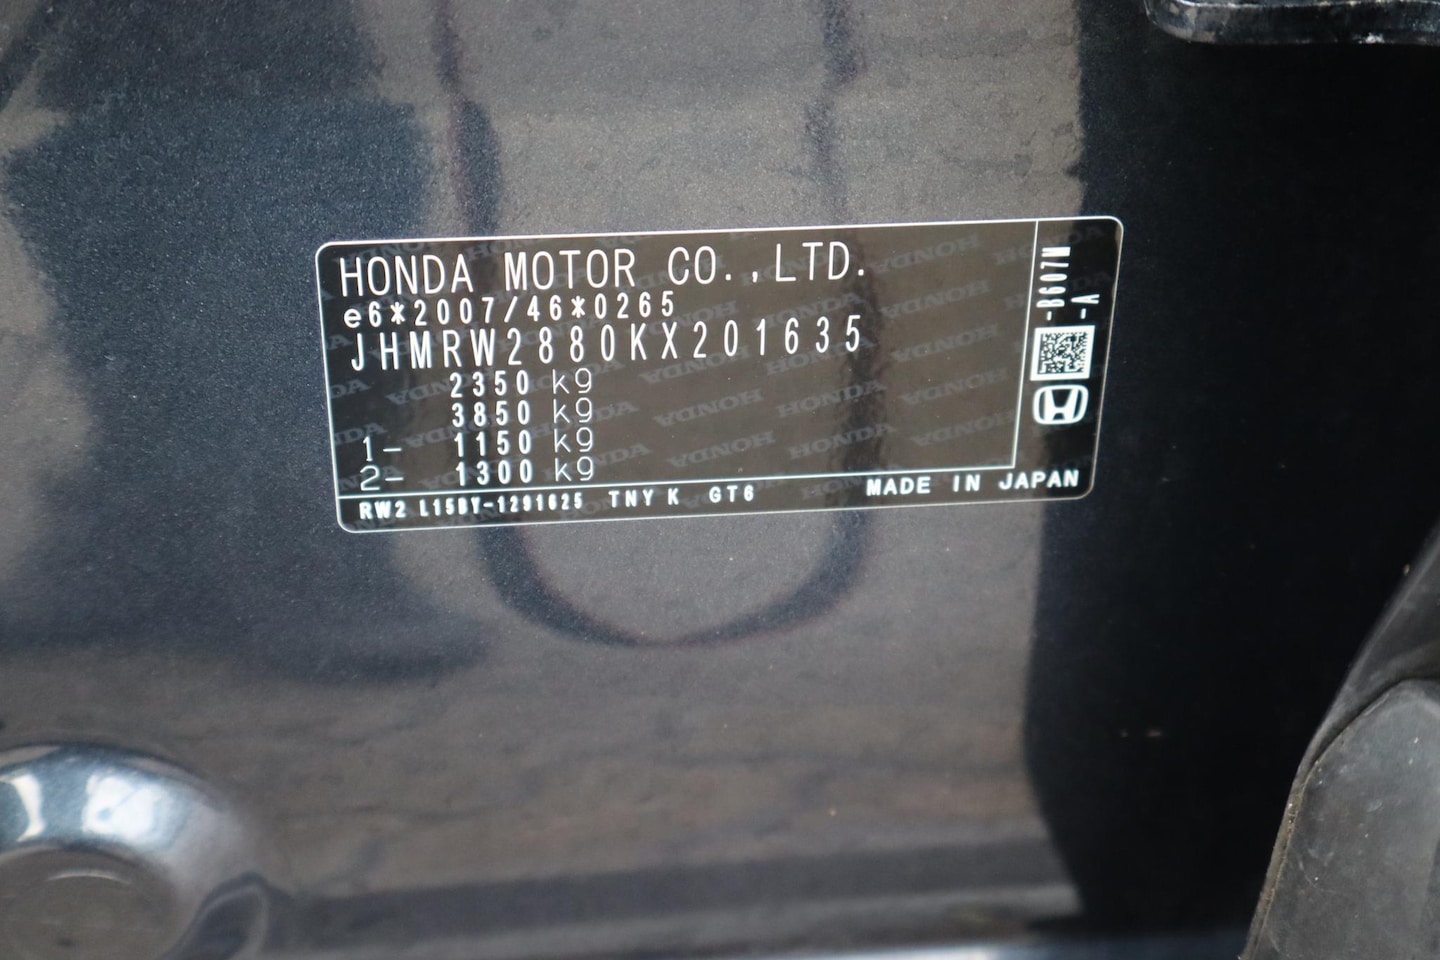 HONDA MOTOR CO.,LTD.
e6*2007/46*0265
JHMRW2880KX201635
2350 kg
3850 kg
1- 1150 kg
2- 1300 kg
RW2 L15BY-1291625 TNY K GT6 MADE IN JAPAN
-B607M
-A